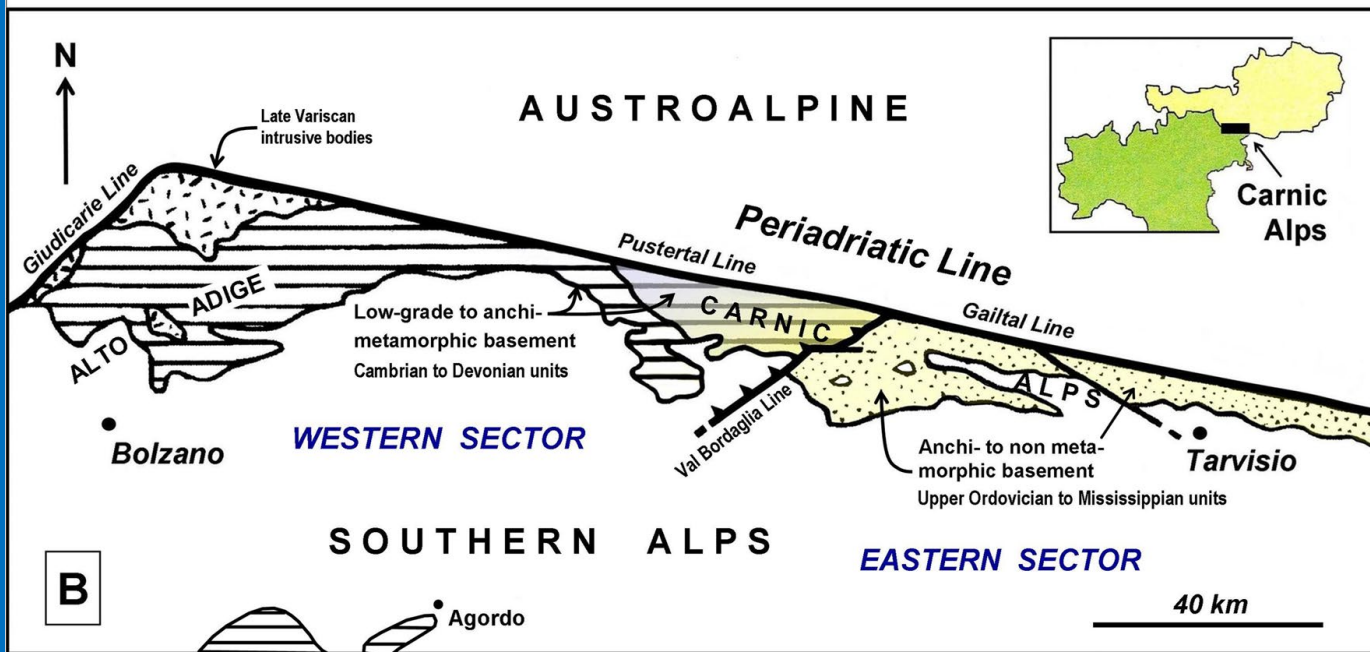 N
AUSTROALPINE
Late Variscan
intrusive bodies
Carnic
Alps
Giudicarie Line
Periadriatic Line
Pustertal Line
Gailtal Line
ALTO
ADIGE
CARNIC
ALPS
Low-grade to anchi-
metamorphic basement
Cambrian to Devonian units
Val Bordaglia Line
Bolzano
WESTERN SECTOR
Anchi- to non meta-
morphic basement
Upper Ordovician to Mississippian units
Tarvisio
SOUTHERN ALPS
EASTERN SECTOR
B
Agordo
40 km